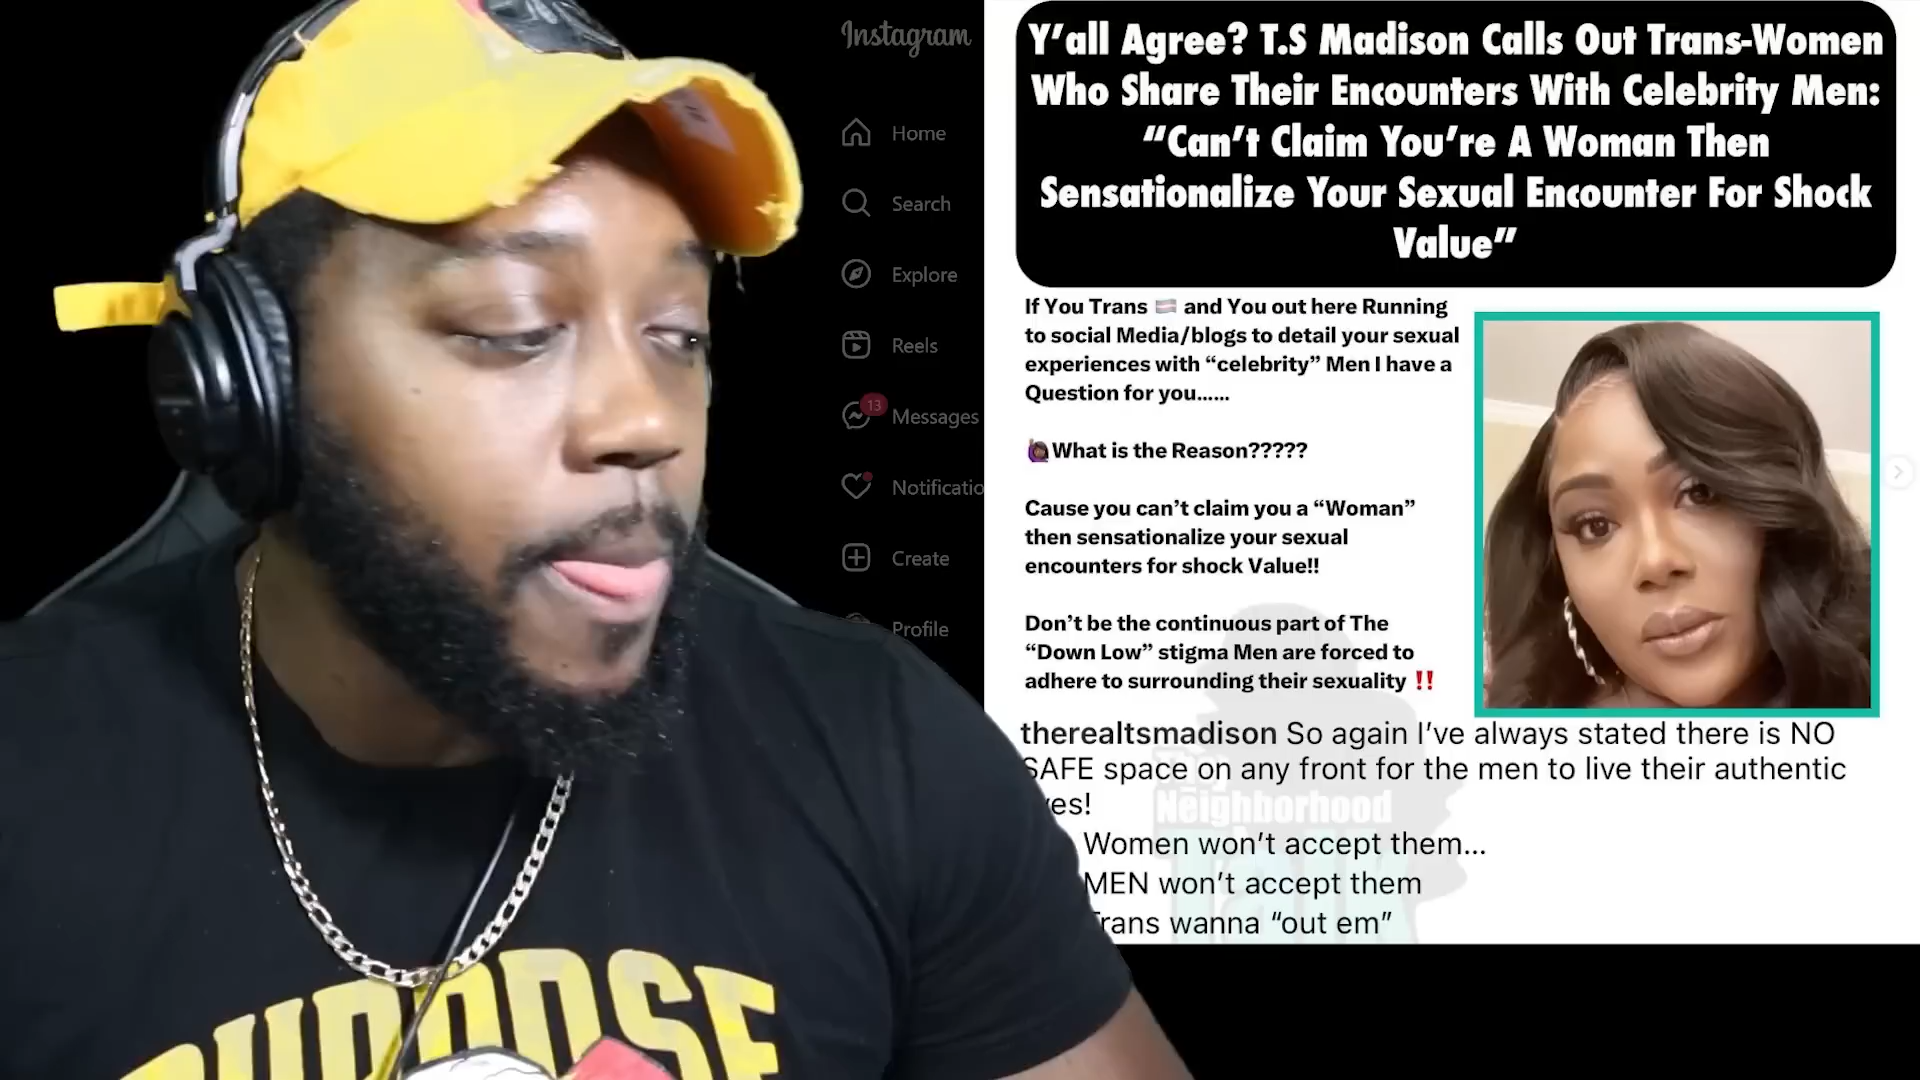 Instagram
Home
Search
Explore
Reels
13
Messages
Notificatio
Create
Profile
Y'all Agree? T.S Madison Calls Out Trans-Women
Who Share Their Encounters With Celebrity Men:
“Can't Claim You're A Woman Then
Sensationalize Your Sexual Encounter For Shock
Value”
If You Trans 🏳️‍⚧️ and You out here Running
to social Media/blogs to detail your sexual
experiences with “celebrity” Men I have a
Question for you......
🙋🏾‍♀️What is the Reason?????
Cause you can't claim you a “Woman”
then sensationalize your sexual
encounters for shock Value!!
Don't be the continuous part of The
“Down Low” stigma Men are forced to
adhere to surrounding their sexuality ‼️
therealtsmadison So again I've always stated there is NO
SAFE space on any front for the men to live their authentic
es!
Women won't accept them...
MEN won't accept them
Trans wanna “out em”
The
Neighborhood
Talk
PURPOSE